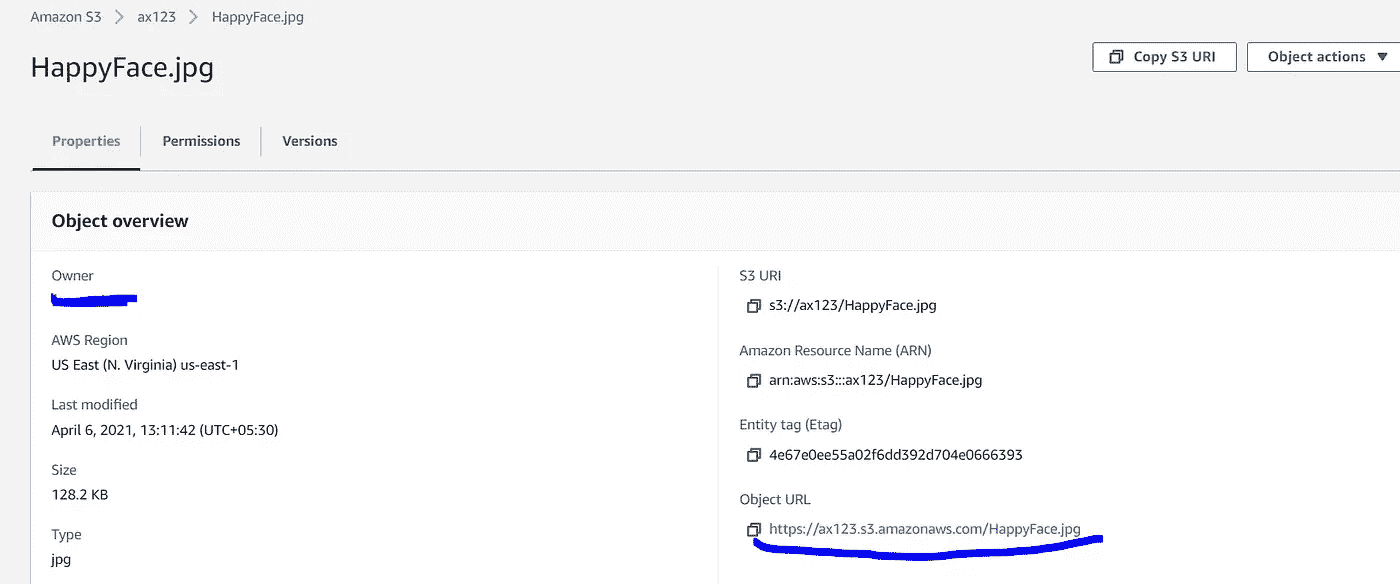 Amazon S3 > ax123 > HappyFace.jpg
HappyFace.jpg
Copy S3 URI
Object actions
Properties
Permissions
Versions
Object overview
Owner
AWS Region
US East (N. Virginia) us-east-1
Last modified
April 6, 2021, 13:11:42 (UTC+05:30)
Size
128.2 KB
Type
jpg
S3 URI
s3://ax123/HappyFace.jpg
Amazon Resource Name (ARN)
arn:aws:s3:::ax123/HappyFace.jpg
Entity tag (Etag)
4e67e0ee55a02f6dd392d704e0666393
Object URL
https://ax123.s3.amazonaws.com/HappyFace.jpg